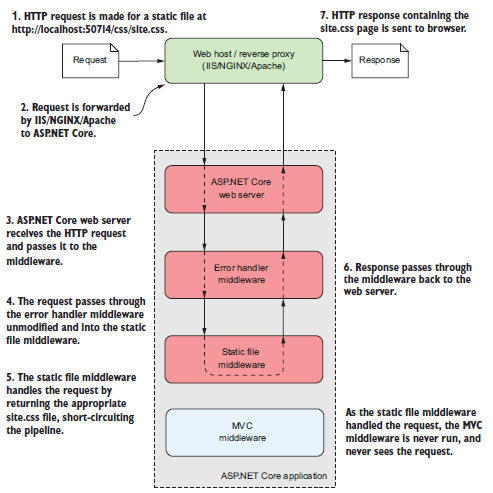 1. HTTP request is made for a static file at
http://localhost:50714/css/site.css.
7. HTTP response containing the
site.css page is sent to browser.
Request
Web host / reverse proxy
(IIS/NGINX/Apache)
Response
2. Request is forwarded
by IIS/NGINX/Apache
to ASP.NET Core.
ASP.NET Core
web server
3. ASP.NET Core web server
receives the HTTP request
and passes it to the
middleware.
Error handler
middleware
6. Response passes through
the middleware back to the
web server.
4. The request passes through
the error handler middleware
unmodified and into the static
file middleware.
Static file
middleware
5. The static file middleware
handles the request by
returning the appropriate
site.css file, short-circuiting
the pipeline.
MVC
middleware
As the static file middleware
handled the request, the MVC
middleware is never run, and
never sees the request.
ASP.NET Core application